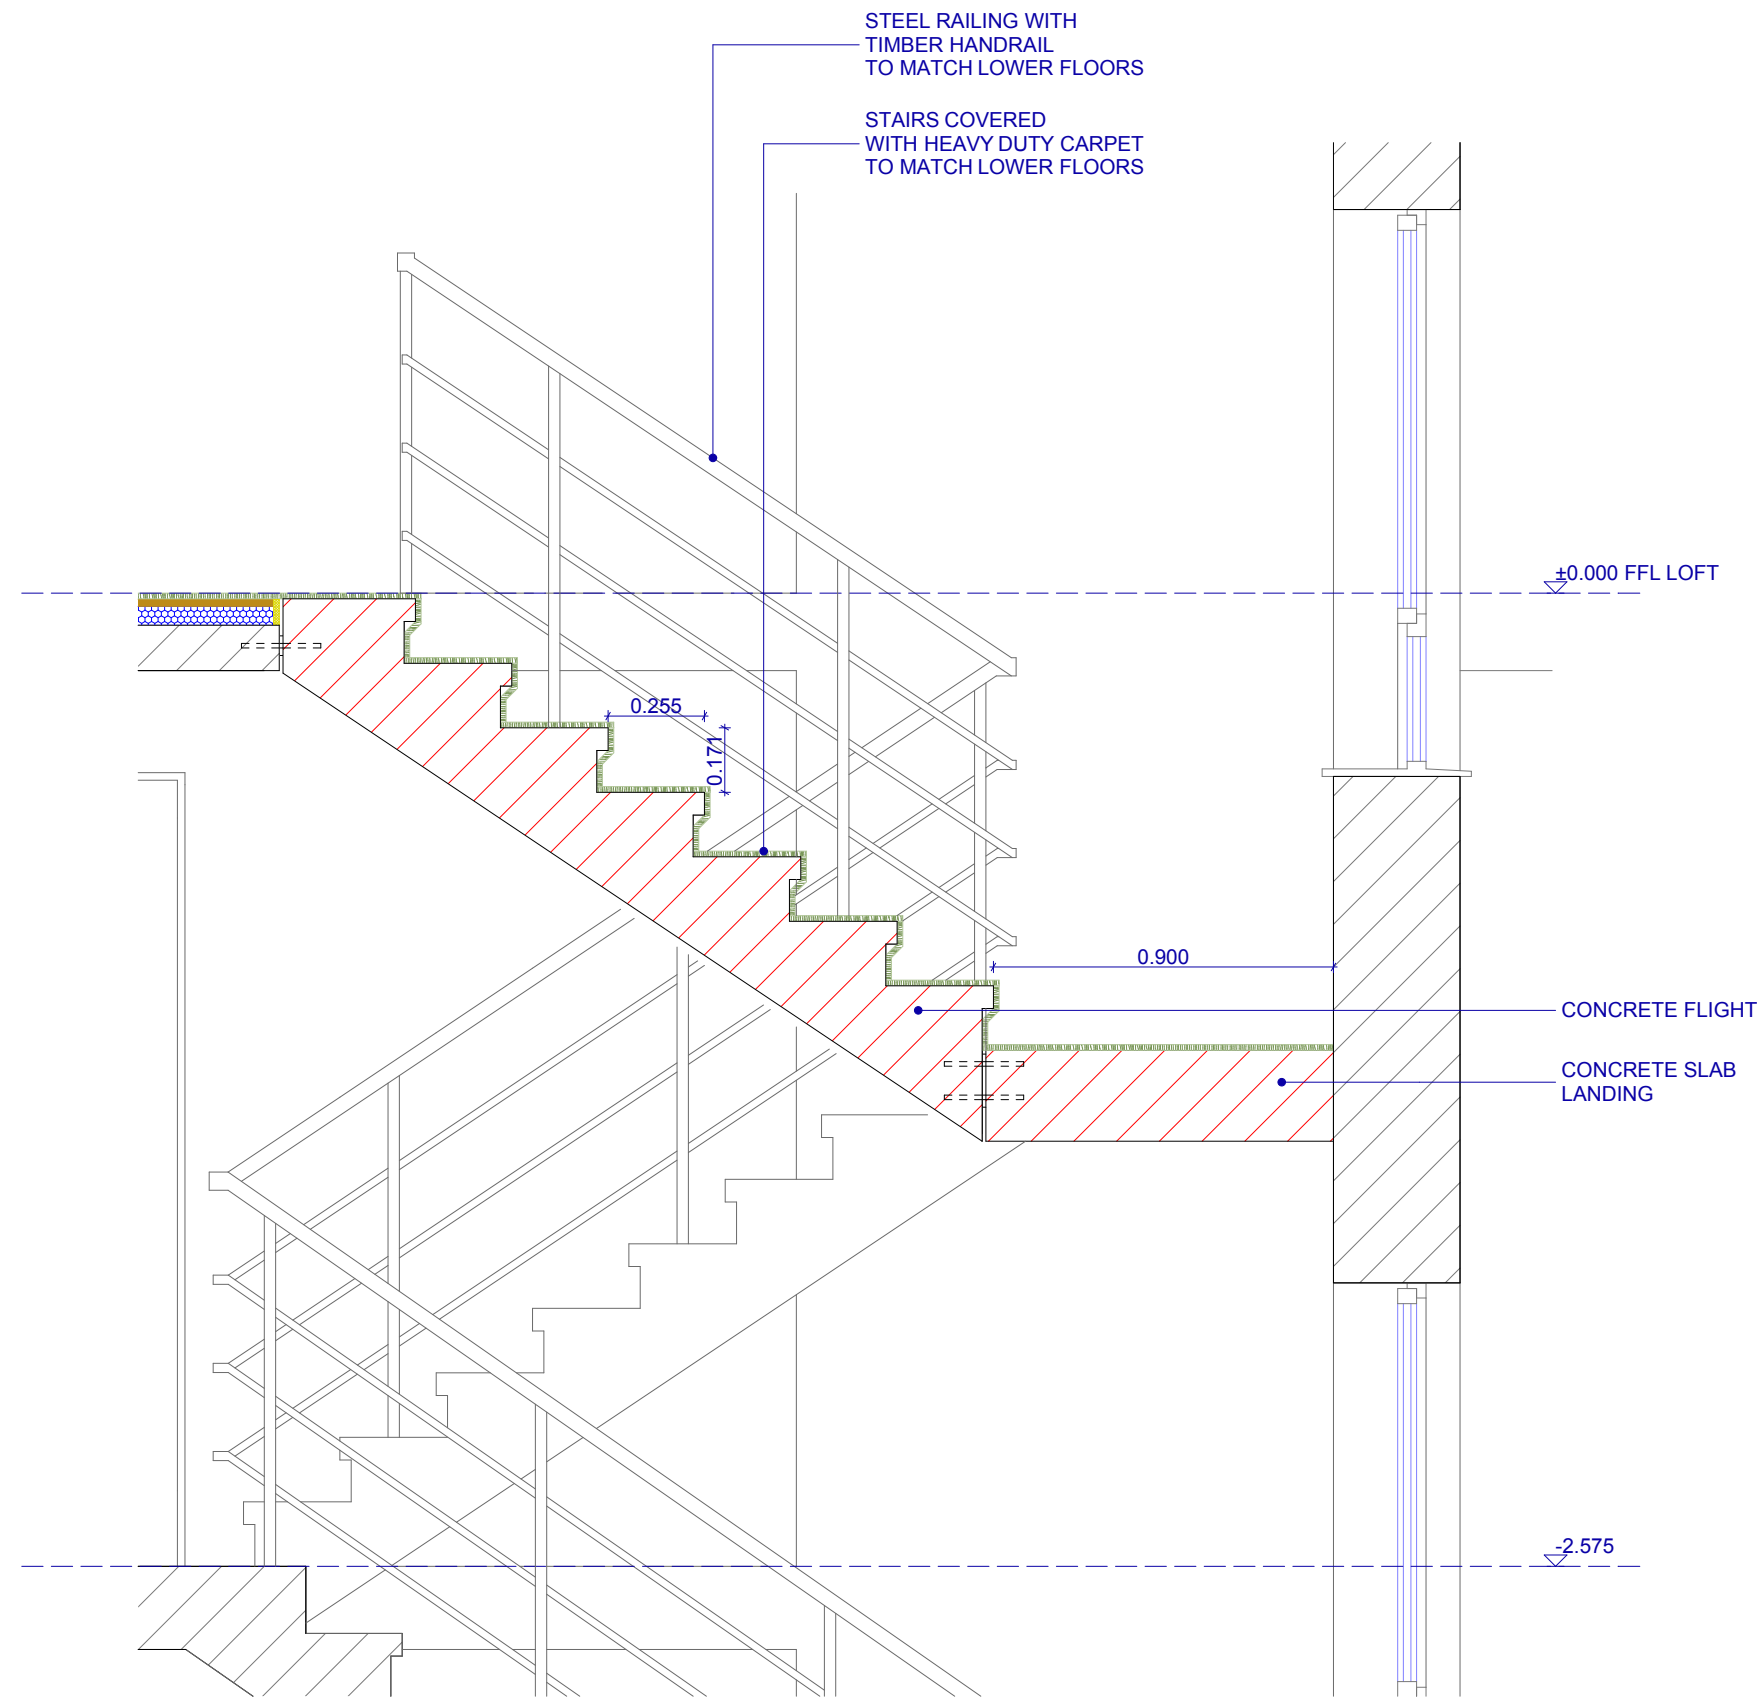 STEEL RAILING WITH
TIMBER HANDRAIL
TO MATCH LOWER FLOORS
STAIRS COVERED
WITH HEAVY DUTY CARPET
TO MATCH LOWER FLOORS
±0.000 FFL LOFT
0.255
0.171
0.900
CONCRETE FLIGHT
CONCRETE SLAB
LANDING
-2.575